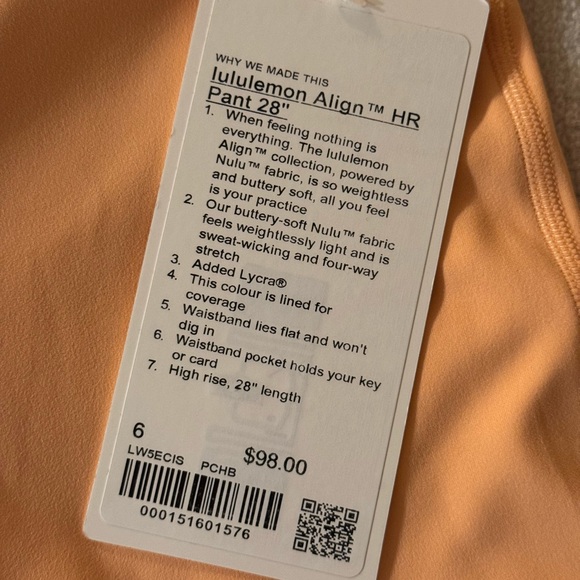 WHY WE MADE THIS
lululemon Align™ HR
Pant 28"
1. When feeling nothing is
everything. The lululemon
Align™ collection, powered by
Nulu™ fabric, is so weightless
and buttery soft, all you feel
is your practice
2. Our buttery-soft Nulu™ fabric
feels weightlessly light and is
sweat-wicking and four-way
stretch
3. Added Lycra®
4. This colour is lined for
coverage
5. Waistband lies flat and won't
dig in
6. Waistband pocket holds your key
or card
7. High rise, 28" length
6
$98.00
LW5ECIS PCHB
000151601576